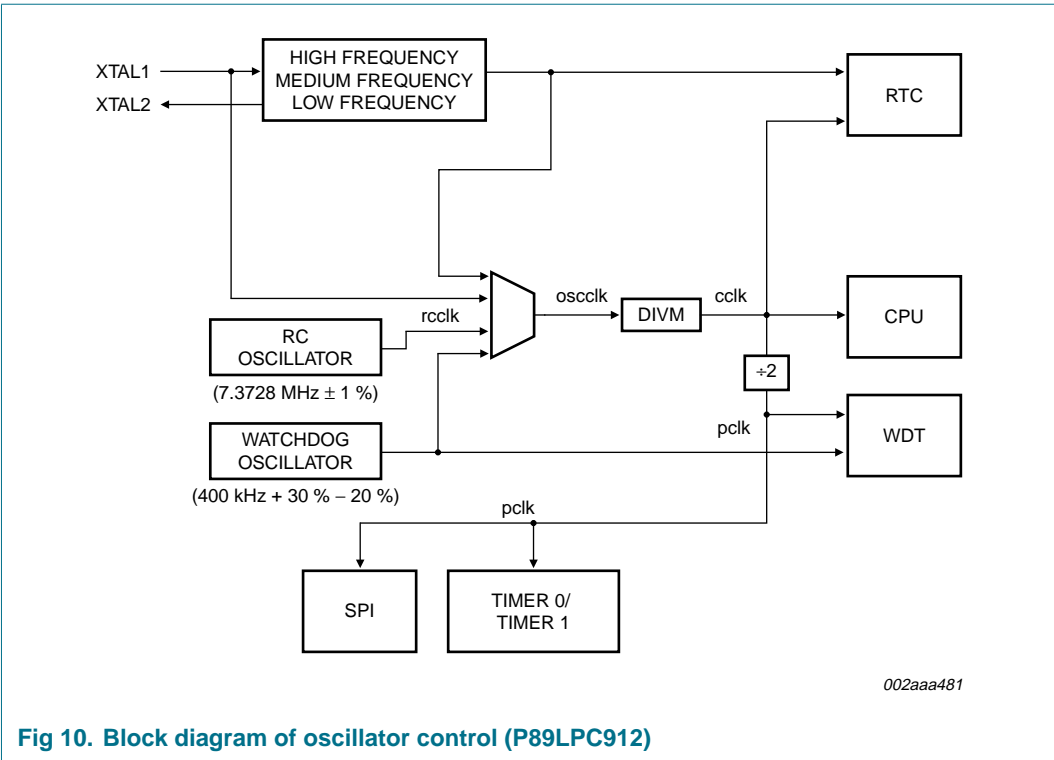 XTAL1
XTAL2
HIGH FREQUENCY
MEDIUM FREQUENCY
LOW FREQUENCY
RTC
oscclk
cclk
rcclk
DIVM
CPU
RC
OSCILLATOR
(7.3728 MHz ± 1 %)
÷2
pclk
WDT
WATCHDOG
OSCILLATOR
(400 kHz + 30 % − 20 %)
pclk
SPI
TIMER 0/
TIMER 1
002aaa481
Fig 10. Block diagram of oscillator control (P89LPC912)